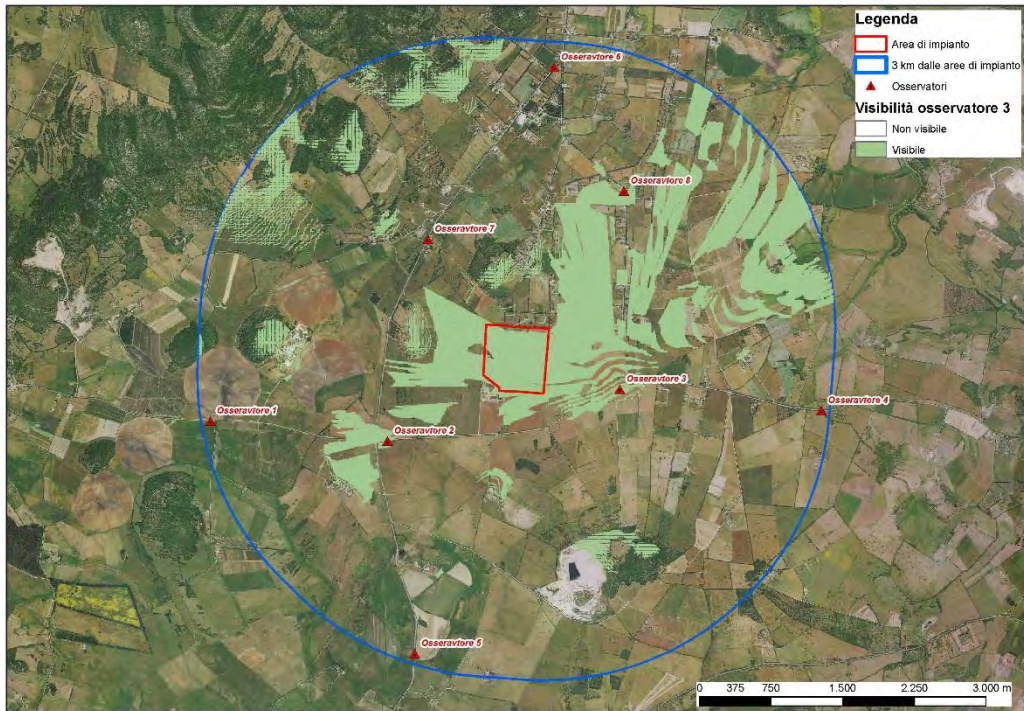 Legenda
Area di impianto
3 km dalle aree di impianto
Osservatori
Visibilità osservatore 3
Non visibile
Visibile
Osseravtore 6
Osseravtore 8
Osseravtore 7
Osseravtore 3
Osseravtore 4
Osseravtore 1
Osseravtore 2
Osseravtore 5
0 375 750 1.500 2.250 3.000 m